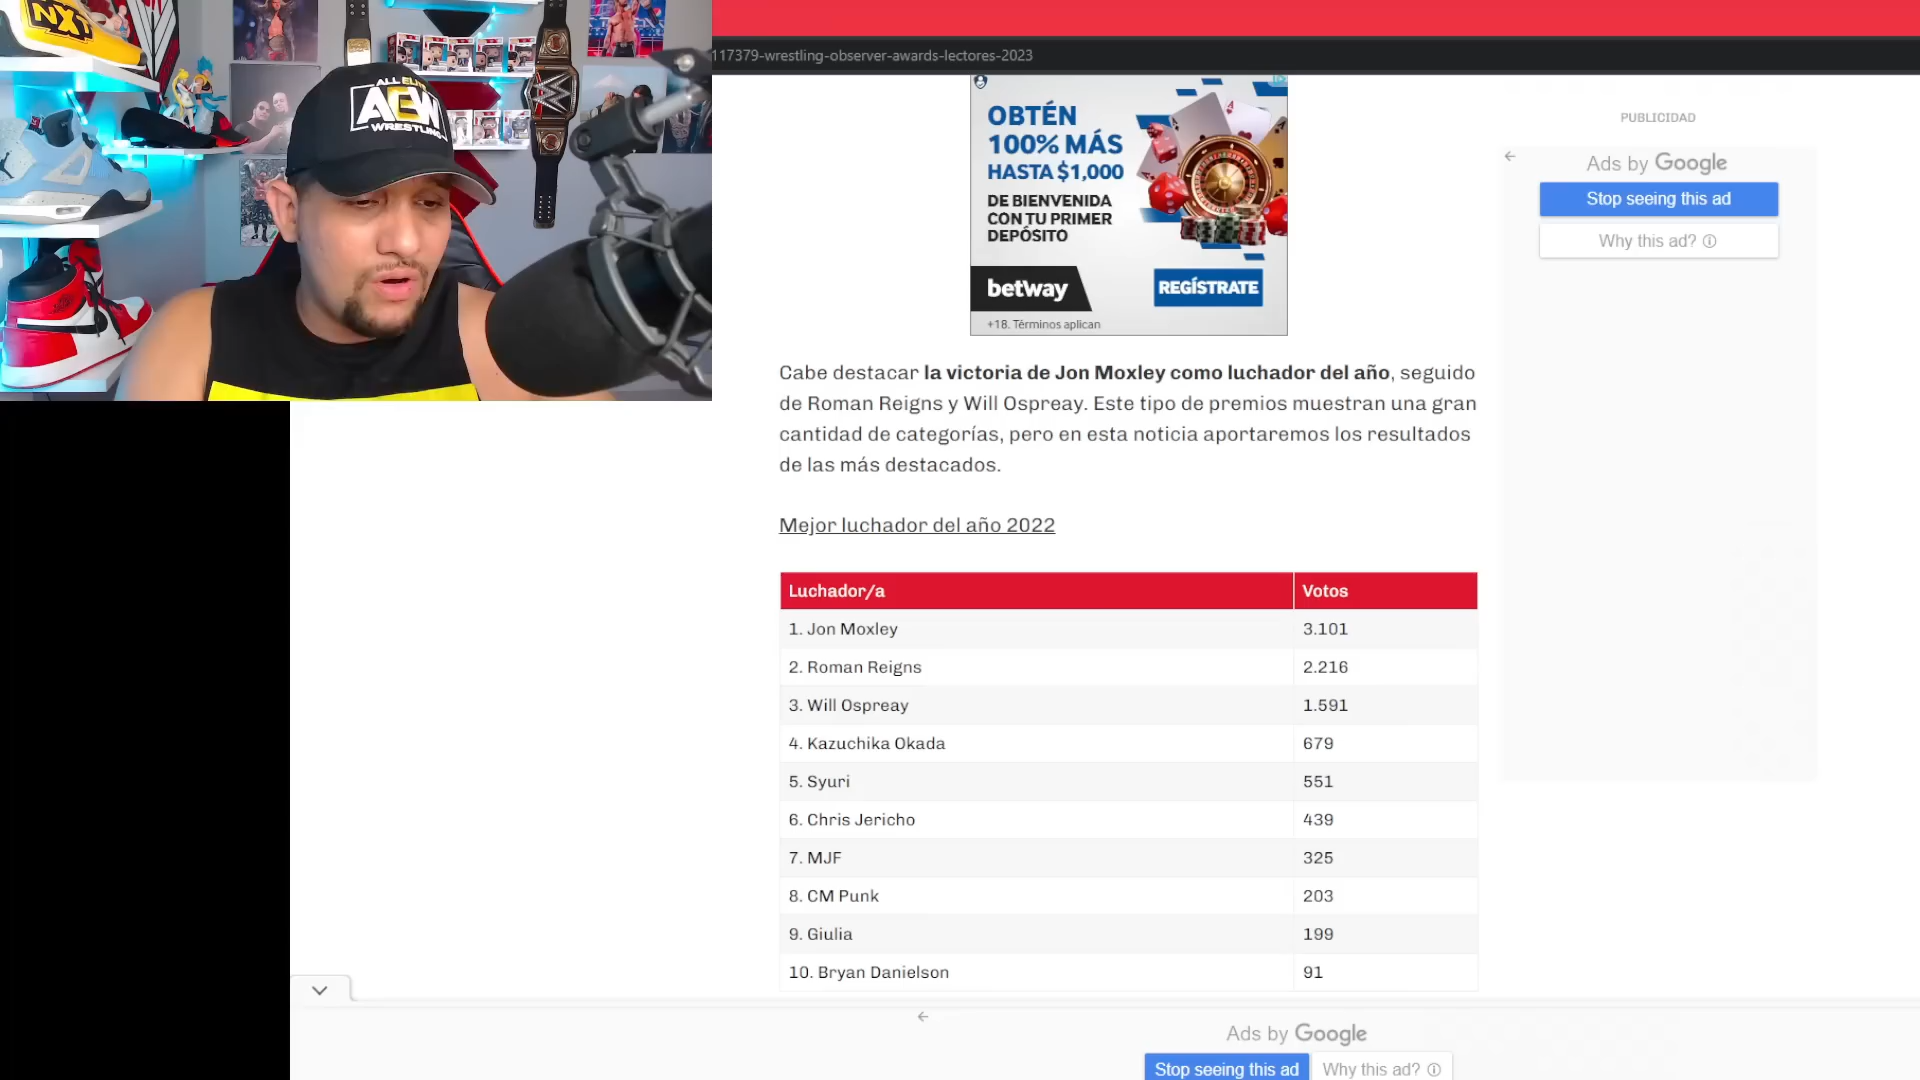 NXT
ALL ELITE
AEW
WRESTLING
117379-wrestling-observer-awards-lectores-2023
OBTÉN
100% MÁS
HASTA $1,000
DE BIENVENIDA
CON TU PRIMER
DEPÓSITO
betway
REGÍSTRATE
+18. Términos aplican
PUBLICIDAD
Ads by Google
Stop seeing this ad
Why this ad?
Cabe destacar la victoria de Jon Moxley como luchador del año, seguido
de Roman Reigns y Will Ospreay. Este tipo de premios muestran una gran
cantidad de categorías, pero en esta noticia aportaremos los resultados
de las más destacados.
Mejor luchador del año 2022
Luchador/a Votos
1. Jon Moxley 3.101
2. Roman Reigns 2.216
3. Will Ospreay 1.591
4. Kazuchika Okada 679
5. Syuri 551
6. Chris Jericho 439
7. MJF 325
8. CM Punk 203
9. Giulia 199
10. Bryan Danielson 91
Ads by Google
Stop seeing this ad Why this ad?